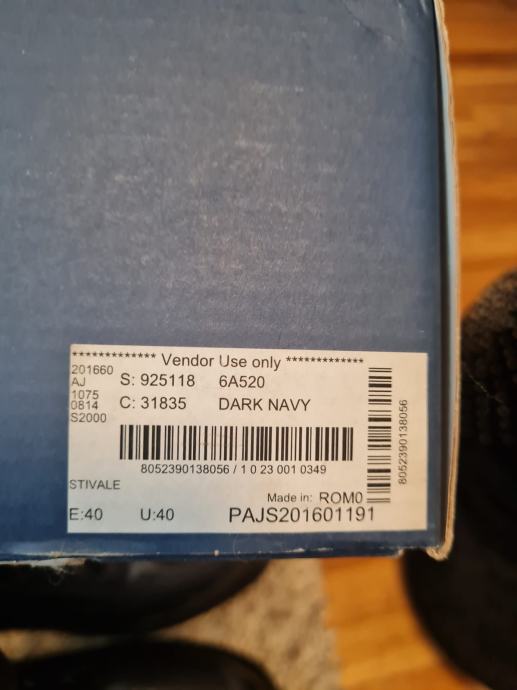 ************* Vendor Use only *************
201660
AJ
1075
0814
S2000
S: 925118 6A520
C: 31835 DARK NAVY
8052390138056 / 1 0 23 001 0349
8052390138056
STIVALE
Made in: ROM0
E:40 U:40 PAJS201601191